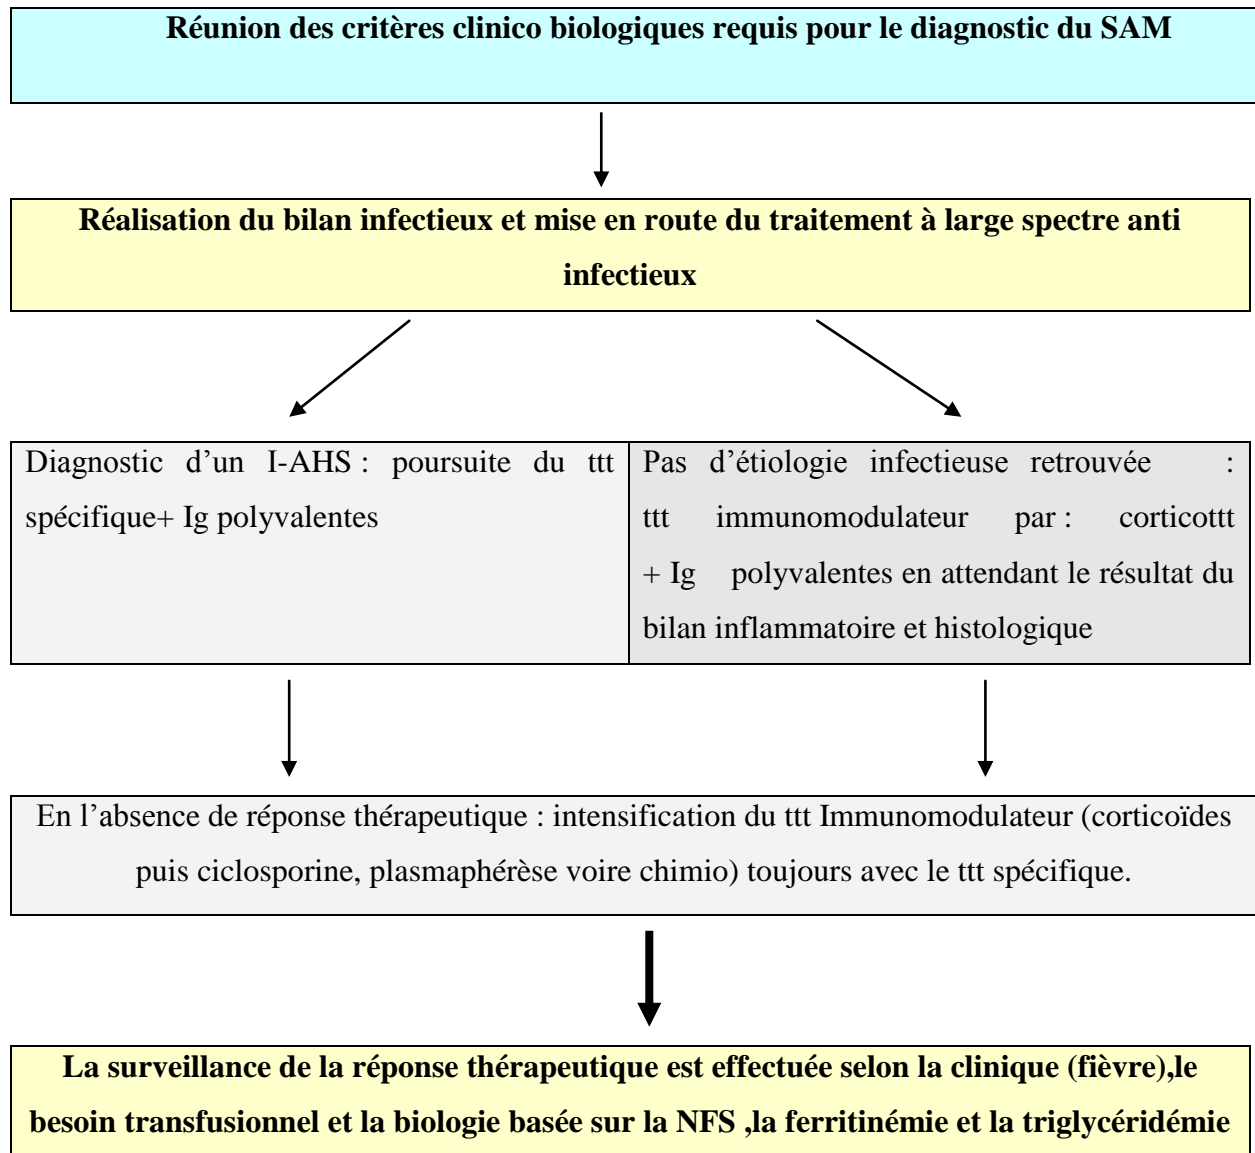 Réunion des critères clinico biologiques requis pour le diagnostic du SAM
Réalisation du bilan infectieux et mise en route du traitement à large spectre anti
infectieux
Diagnostic d’un I-AHS : poursuite du ttt
spécifique+ Ig polyvalentes
Pas d’étiologie infectieuse retrouvée :
ttt immunomodulateur par : corticottt
+ Ig polyvalentes en attendant le résultat du
bilan inflammatoire et histologique
En l’absence de réponse thérapeutique : intensification du ttt Immunomodulateur (corticoïdes
puis ciclosporine, plasmaphérèse voire chimio) toujours avec le ttt spécifique.
La surveillance de la réponse thérapeutique est effectuée selon la clinique (fièvre),le
besoin transfusionnel et la biologie basée sur la NFS ,la ferritinémie et la triglycéridémie